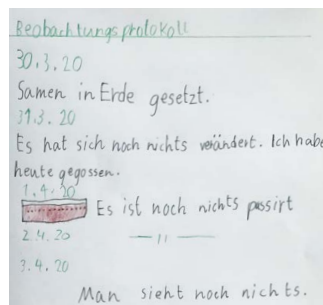 Beobachtungsprotokoll
30.3.20
Samen in Erde gesetzt.
31.3.20
Es hat sich noch nichts verändert. Ich habe
heute gegossen.
1.4.20
Es ist noch nichts passirt
2.4.20 —ıı—
3.4.20
Man sieht noch nichts.